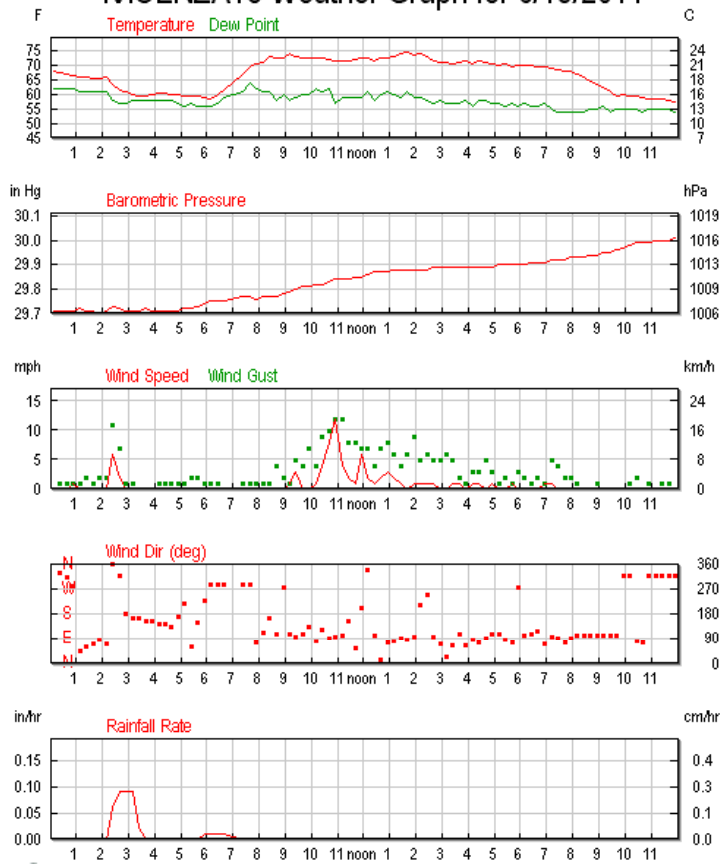 Weather Graph for
F C
Temperature Dew Point
75 24
70 21
65 18
60 16
55 13
50 10
45 7
1 2 3 4 5 6 7 8 9 10 11 noon 1 2 3 4 5 6 7 8 9 10 11
in Hg hPa
Barometric Pressure
30.1 1019
30.0 1016
29.9 1013
29.8 1009
29.7 1006
1 2 3 4 5 6 7 8 9 10 11 noon 1 2 3 4 5 6 7 8 9 10 11
mph km/h
Wind Speed Wind Gust
15 24
10 16
5 8
0 0
1 2 3 4 5 6 7 8 9 10 11 noon 1 2 3 4 5 6 7 8 9 10 11
Wind Dir (deg)
N 360
W 270
S 180
E 90
N 0
1 2 3 4 5 6 7 8 9 10 11 noon 1 2 3 4 5 6 7 8 9 10 11
in/hr cm/hr
Rainfall Rate
0.15 0.4
0.10 0.3
0.05 0.1
0.00 0.0
1 2 3 4 5 6 7 8 9 10 11 noon 1 2 3 4 5 6 7 8 9 10 11